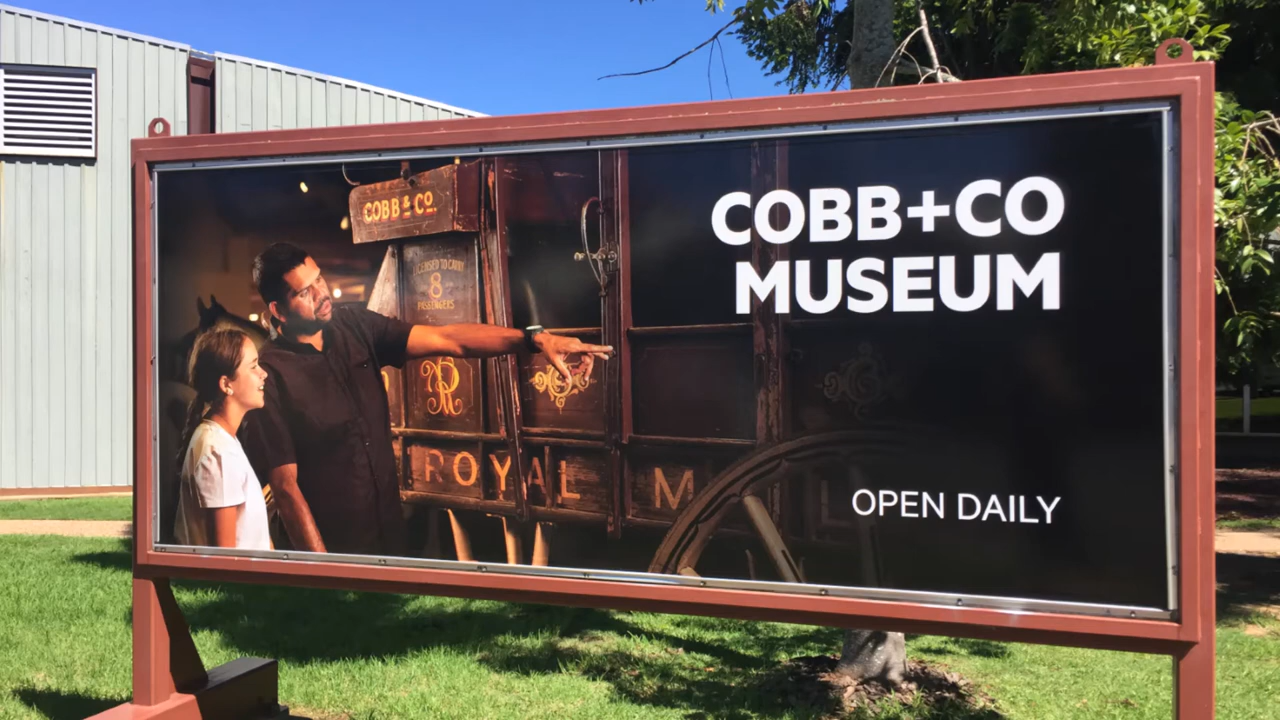 COBB+CO
MUSEUM
COBB & CO.
LICENSED TO CARRY
8
PASSENGERS
ROYAL M L
OPEN DAILY